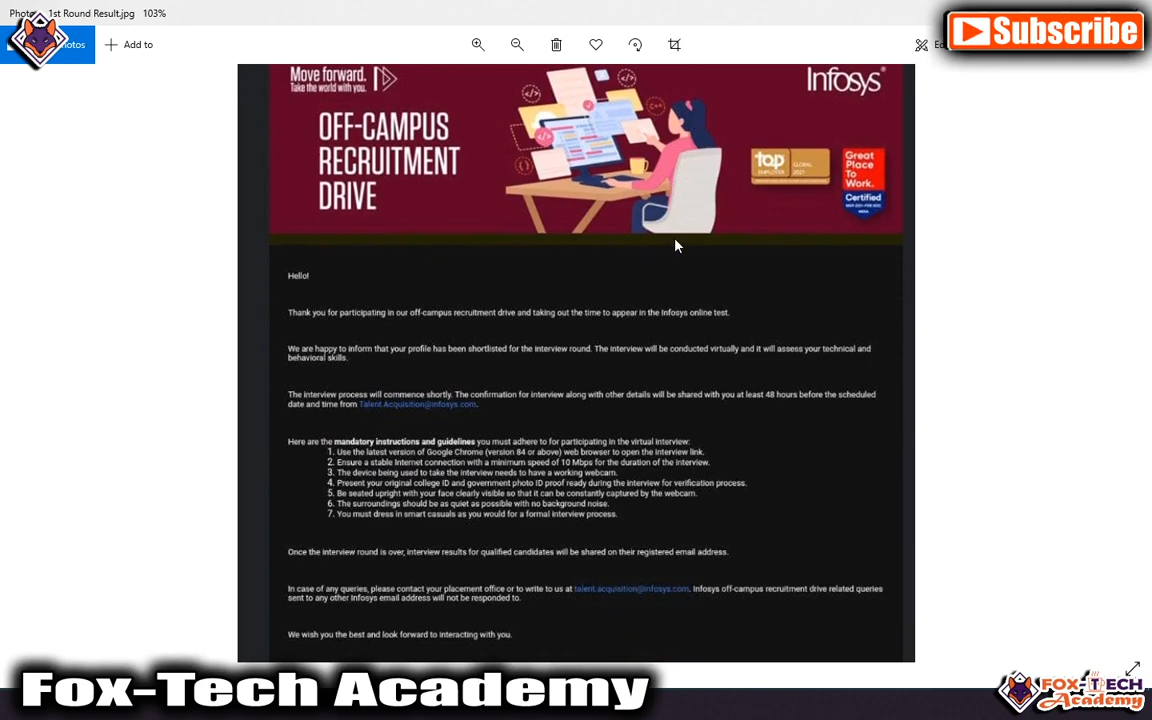 1st Round Result.jpg 103%
Add to
Subscribe
Move forward.
Take the world with you.
Infosys®
OFF-CAMPUS
RECRUITMENT
DRIVE
top
EMPLOYER GLOBAL 2021
Great
Place
To
Work.
Certified
INDIA
Hello!
Thank you for participating in our off-campus recruitment drive and taking out the time to appear in the Infosys online test.
We are happy to inform that your profile has been shortlisted for the interview round. The interview will be conducted virtually and it will assess your technical and
behavioral skills.
The interview process will commence shortly. The confirmation for interview along with other details will be shared with you at least 48 hours before the scheduled
date and time from Talent.Acquisition@infosys.com.
Here are the mandatory instructions and guidelines you must adhere to for participating in the virtual interview:
1. Use the latest version of Google Chrome (version 84 or above) web browser to open the interview link.
2. Ensure a stable Internet connection with a minimum speed of 10 Mbps for the duration of the interview.
3. The device being used to take the interview needs to have a working webcam.
4. Present your original college ID and government photo ID proof ready during the interview for verification process.
5. Be seated upright with your face clearly visible so that it can be constantly captured by the webcam.
6. The surroundings should be as quiet as possible with no background noise.
7. You must dress in smart casuals as you would for a formal interview process.
Once the interview round is over, interview results for qualified candidates will be shared on their registered email address.
In case of any queries, please contact your placement office or to write to us at talent.acquisition@infosys.com. Infosys off-campus recruitment drive related queries
sent to any other Infosys email address will not be responded to.
We wish you the best and look forward to interacting with you.
Fox-Tech Academy
FOX-TECH
Academy